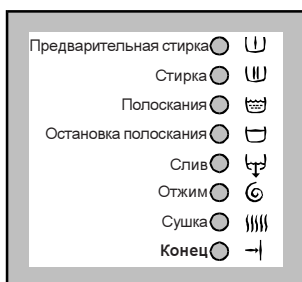 Предварительная стирка
Стирка
Полоскания
Остановка полоскания
Слив
Отжим
Сушка
Конец